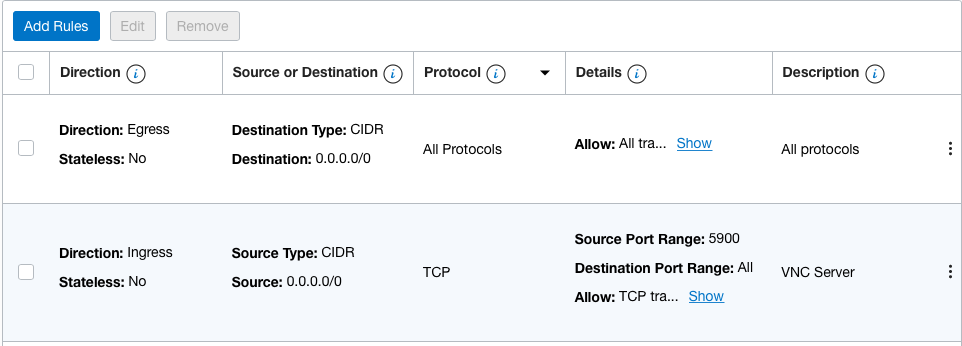 Add Rules Edit Remove
Direction Source or Destination Protocol Details Description
Direction: Egress
Stateless: No
Destination Type: CIDR
Destination: 0.0.0.0/0
All Protocols
Allow: All tra... Show
All protocols
Direction: Ingress
Stateless: No
Source Type: CIDR
Source: 0.0.0.0/0
TCP
Source Port Range: 5900
Destination Port Range: All
Allow: TCP tra... Show
VNC Server